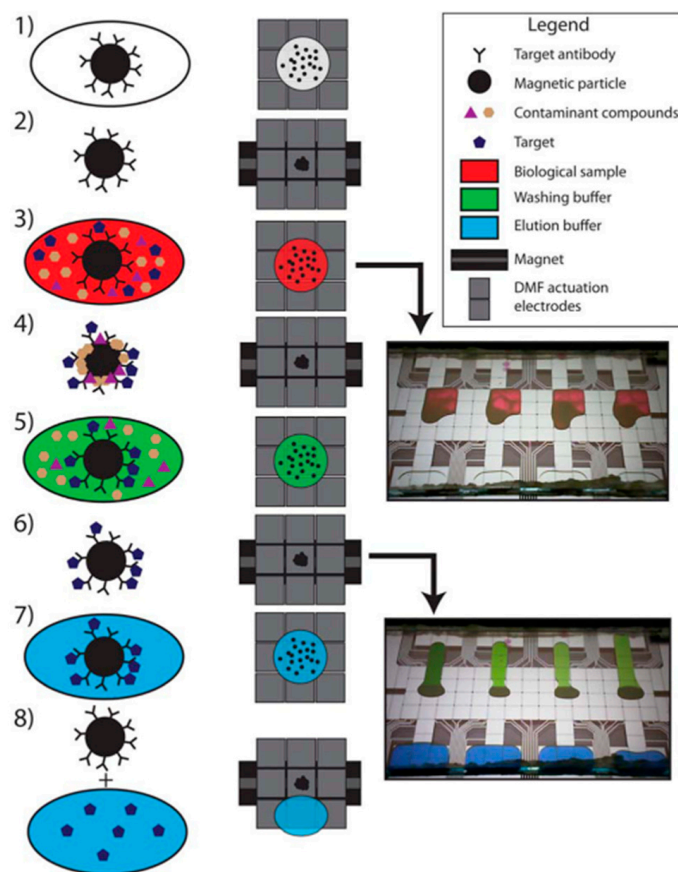 1)
2)
3)
4)
5)
6)
7)
8)
+
Legend
Target antibody
Magnetic particle
Contaminant compounds
Target
Biological sample
Washing buffer
Elution buffer
Magnet
DMF actuation
electrodes